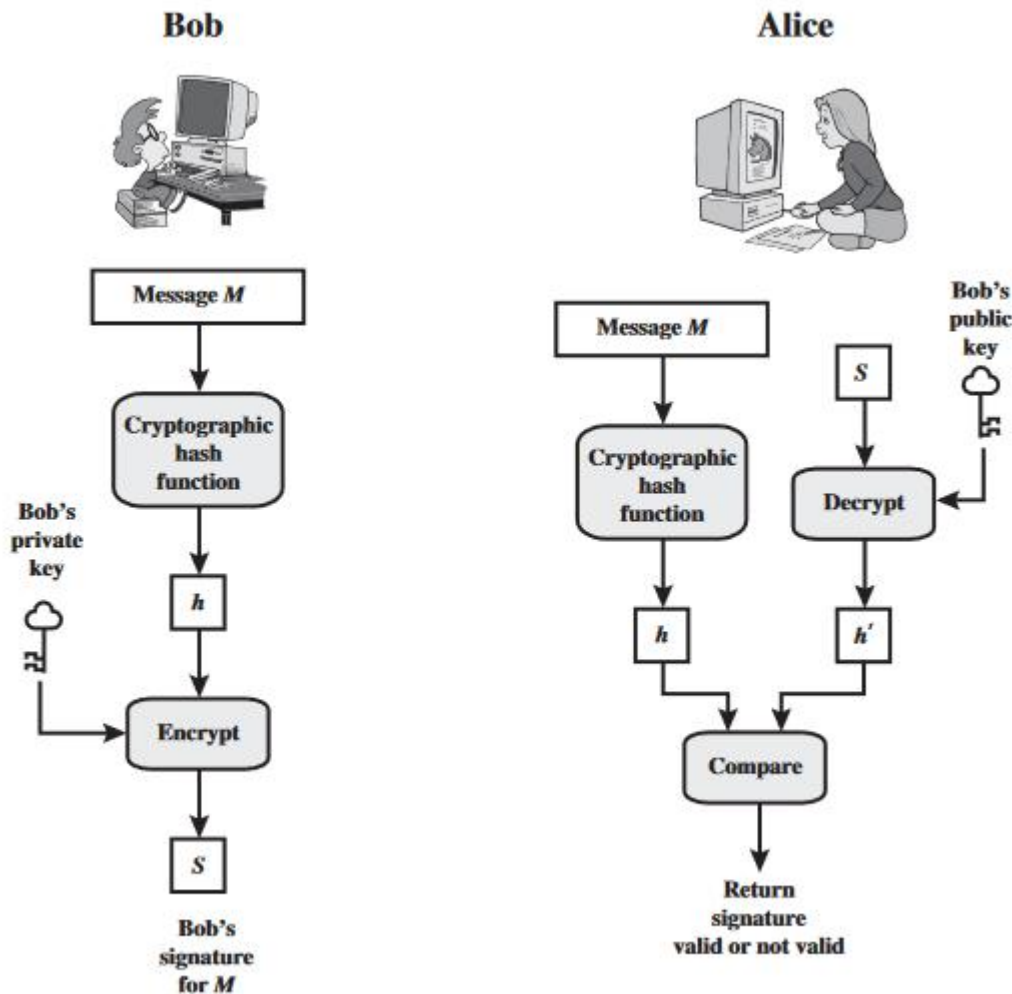 Bob
Message M
Cryptographic
hash
function
Bob's
private
key
h
Encrypt
S
Bob's
signature
for M
Alice
Message M
Bob's
public
key
S
Cryptographic
hash
function
Decrypt
h
h'
Compare
Return
signature
valid or not valid